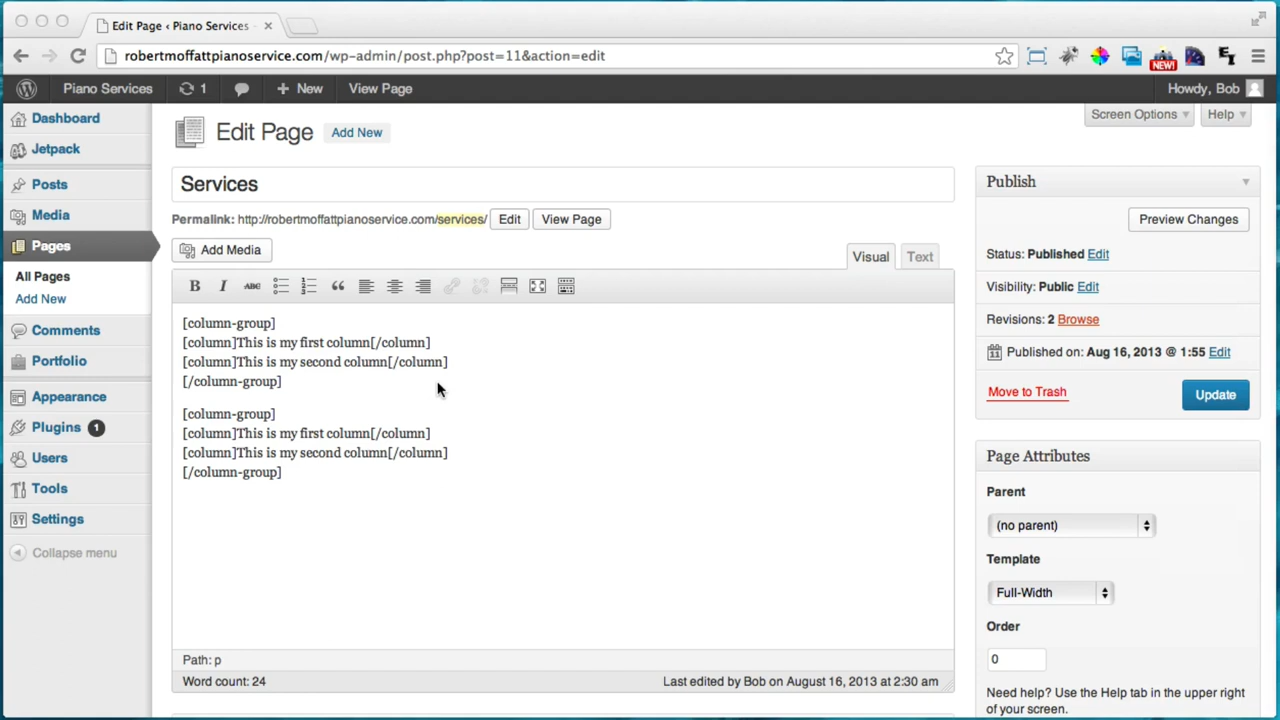 Edit Page ‹ Piano Services
robertmoffattpianoservice.com/wp-admin/post.php?post=11&action=edit
NEW!
Piano Services
1
New
View Page
Howdy, Bob
Dashboard
Jetpack
Posts
Media
Pages
All Pages
Add New
Comments
Portfolio
Appearance
Plugins 1
Users
Tools
Settings
Collapse menu
Screen Options
Help
Edit Page
Add New
Services
Permalink: http://robertmoffattpianoservice.com/services/
Edit
View Page
Add Media
Visual
Text
B I ABC
[column-group]
[column]This is my first column[/column]
[column]This is my second column[/column]
[/column-group]
[column-group]
[column]This is my first column[/column]
[column]This is my second column[/column]
[/column-group]
Path: p
Word count: 24
Last edited by Bob on August 16, 2013 at 2:30 am
Publish
Preview Changes
Status: Published Edit
Visibility: Public Edit
Revisions: 2 Browse
Published on: Aug 16, 2013 @ 1:55 Edit
Move to Trash
Update
Page Attributes
Parent
(no parent)
Template
Full-Width
Order
0
Need help? Use the Help tab in the upper right
of your screen.